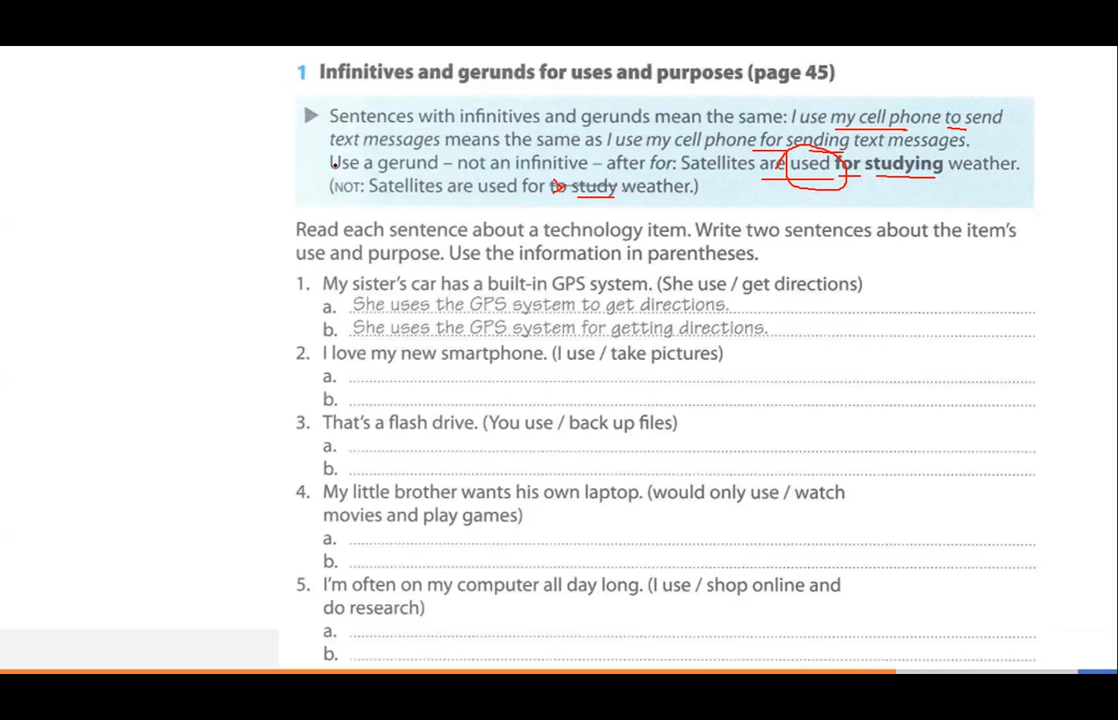 1 Infinitives and gerunds for uses and purposes (page 45)
▶ Sentences with infinitives and gerunds mean the same: I use my cell phone to send
text messages means the same as I use my cell phone for sending text messages.
Use a gerund – not an infinitive – after for: Satellites are used for studying weather.
(NOT: Satellites are used for to study weather.)
Read each sentence about a technology item. Write two sentences about the item's
use and purpose. Use the information in parentheses.
1. My sister's car has a built-in GPS system. (She use / get directions)
a. She uses the GPS system to get directions.
b. She uses the GPS system for getting directions.
2. I love my new smartphone. (I use / take pictures)
a.
b.
3. That's a flash drive. (You use / back up files)
a.
b.
4. My little brother wants his own laptop. (would only use / watch
movies and play games)
a.
b.
5. I'm often on my computer all day long. (I use / shop online and
do research)
a.
b.